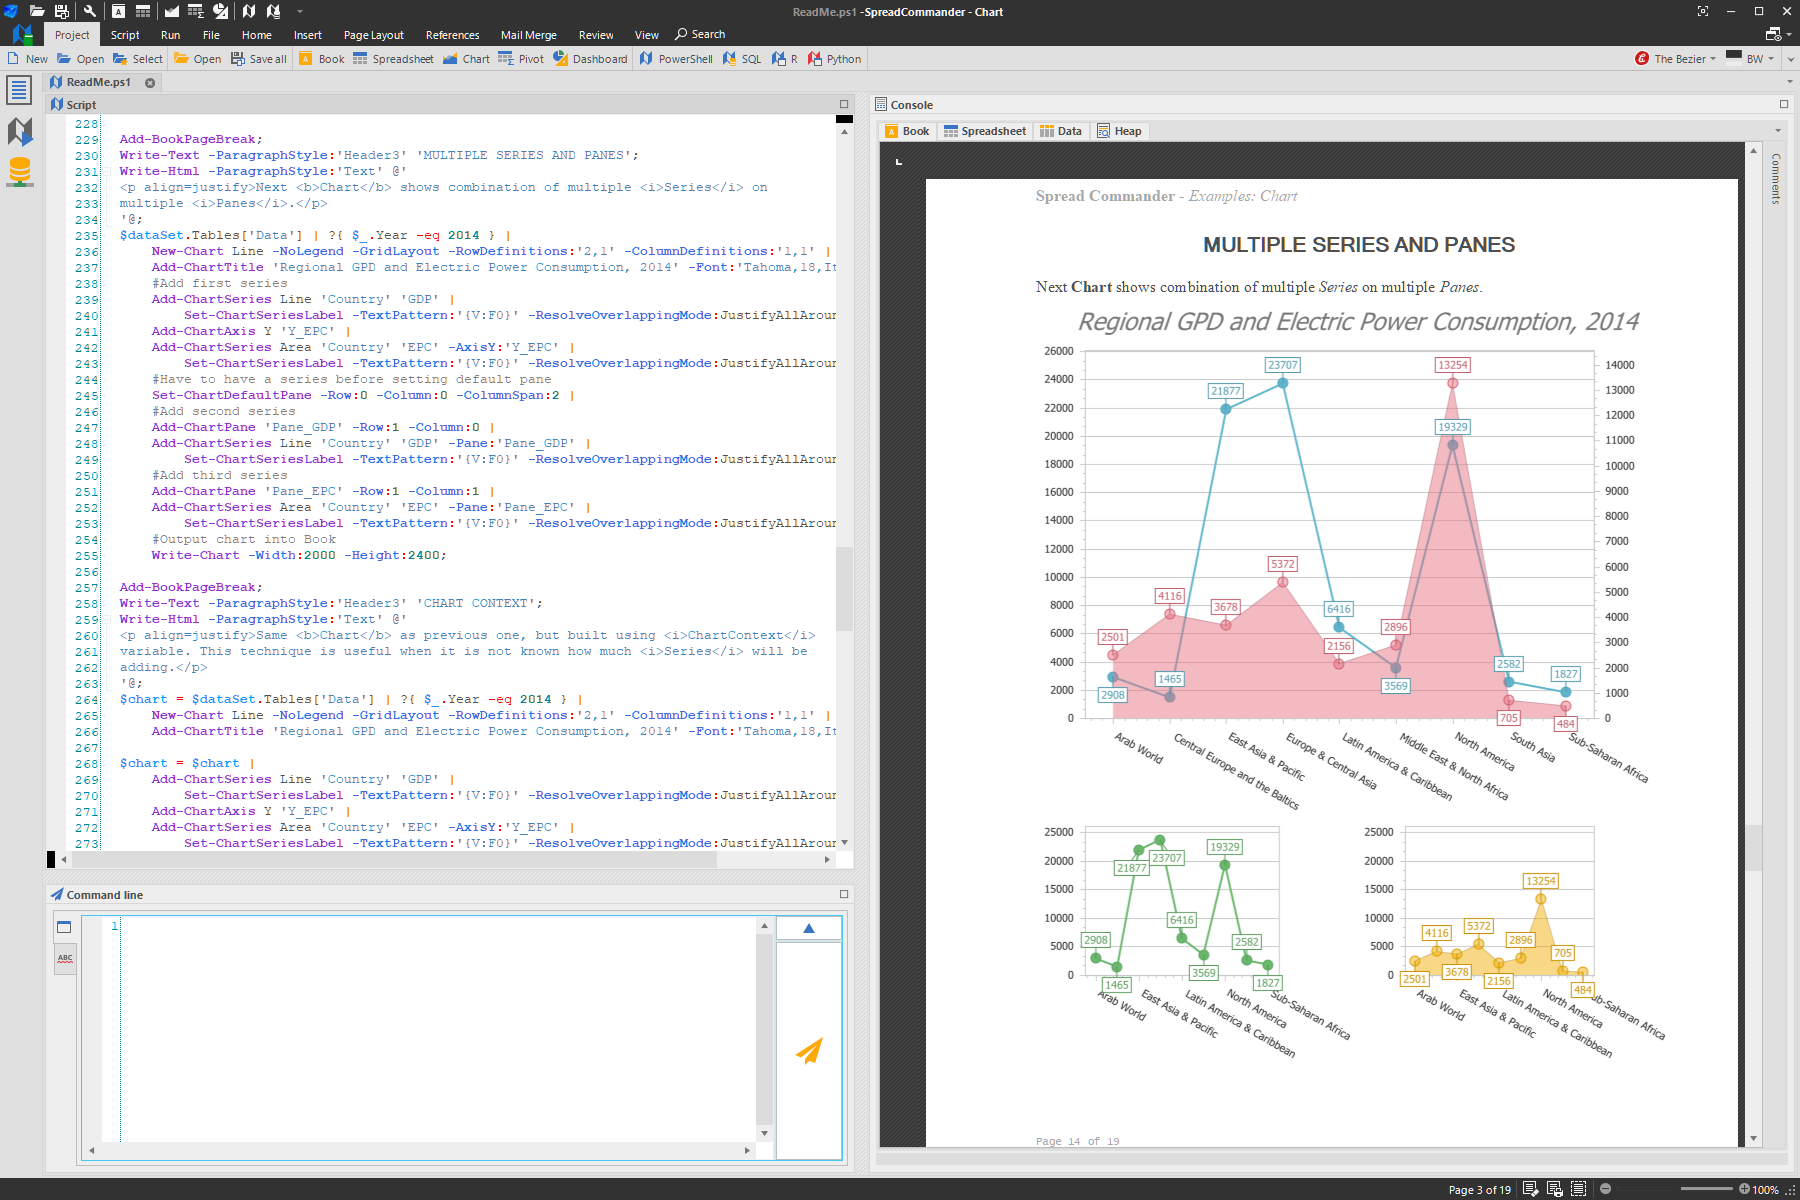 ReadMe.ps1 - SpreadCommander - Chart
Project Script Run File Home Insert Page Layout References Mail Merge Review View Search
New Open Select Open Save all Book Spreadsheet Chart Pivot Dashboard PowerShell SQL R Python The Bezier BW
ReadMe.ps1
Script
228
229 Add-BookPageBreak;
230 Write-Text -ParagraphStyle:'Header3' 'MULTIPLE SERIES AND PANES';
231 Write-Html -ParagraphStyle:'Text' @'
232 <p align=justify>Next <b>Chart</b> shows combination of multiple <i>Series</i> on
233 multiple <i>Panes</i>.</p>
234 '@;
235 $dataSet.Tables['Data'] | ?{ $_.Year -eq 2014 } |
236 New-Chart Line -NoLegend -GridLayout -RowDefinitions:'2,1' -ColumnDefinitions:'1,1' |
237 Add-ChartTitle 'Regional GPD and Electric Power Consumption, 2014' -Font:'Tahoma,18,It
238 #Add first series
239 Add-ChartSeries Line 'Country' 'GDP' |
240 Set-ChartSeriesLabel -TextPattern:'{V:F0}' -ResolveOverlappingMode:JustifyAllAroun
241 Add-ChartAxis Y 'Y_EPC' |
242 Add-ChartSeries Area 'Country' 'EPC' -AxisY:'Y_EPC' |
243 Set-ChartSeriesLabel -TextPattern:'{V:F0}' -ResolveOverlappingMode:JustifyAllAroun
244 #Have to have a series before setting default pane
245 Set-ChartDefaultPane -Row:0 -Column:0 -ColumnSpan:2 |
246 #Add second series
247 Add-ChartPane 'Pane_GDP' -Row:1 -Column:0 |
248 Add-ChartSeries Line 'Country' 'GDP' -Pane:'Pane_GDP' |
249 Set-ChartSeriesLabel -TextPattern:'{V:F0}' -ResolveOverlappingMode:JustifyAllAroun
250 #Add third series
251 Add-ChartPane 'Pane_EPC' -Row:1 -Column:1 |
252 Add-ChartSeries Area 'Country' 'EPC' -Pane:'Pane_EPC' |
253 Set-ChartSeriesLabel -TextPattern:'{V:F0}' -ResolveOverlappingMode:JustifyAllAroun
254 #Output chart into Book
255 Write-Chart -Width:2000 -Height:2400;
256
257 Add-BookPageBreak;
258 Write-Text -ParagraphStyle:'Header3' 'CHART CONTEXT';
259 Write-Html -ParagraphStyle:'Text' @'
260 <p align=justify>Same <b>Chart</b> as previous one, but built using <i>ChartContext</i>
261 variable. This technique is useful when it is not known how much <i>Series</i> will be
262 adding.</p>
263 '@;
264 $chart = $dataSet.Tables['Data'] | ?{ $_.Year -eq 2014 } |
265 New-Chart Line -NoLegend -GridLayout -RowDefinitions:'2,1' -ColumnDefinitions:'1,1' |
266 Add-ChartTitle 'Regional GPD and Electric Power Consumption, 2014' -Font:'Tahoma,18,It
267
268 $chart = $chart |
269 Add-ChartSeries Line 'Country' 'GDP' |
270 Set-ChartSeriesLabel -TextPattern:'{V:F0}' -ResolveOverlappingMode:JustifyAllAroun
271 Add-ChartAxis Y 'Y_EPC' |
272 Add-ChartSeries Area 'Country' 'EPC' -AxisY:'Y_EPC' |
273 Set-ChartSeriesLabel -TextPattern:'{V:F0}' -ResolveOverlappingMode:JustifyAllAroun
Command line
1
ABC
Console
Book Spreadsheet Data Heap
Comments
Spread Commander - Examples: Chart
MULTIPLE SERIES AND PANES
Next Chart shows combination of multiple Series on multiple Panes.
Regional GPD and Electric Power Consumption, 2014
26000
24000
22000
20000
18000
16000
14000
12000
10000
8000
6000
4000
2000
0
14000
13000
12000
11000
10000
9000
8000
7000
6000
5000
4000
3000
2000
1000
0
2908 1465 21877 23707 6416 3569 19329 2582 1827
2501 4116 3678 5372 2156 2896 13254 705 484
Arab World
Central Europe and the Baltics
East Asia & Pacific
Europe & Central Asia
Latin America & Caribbean
Middle East & North Africa
North America
South Asia
Sub-Saharan Africa
25000
20000
15000
10000
5000
0
2908 1465 21877 23707 6416 3569 19329 2582 1827
Arab World
East Asia & Pacific
Latin America & Caribbean
North America
Sub-Saharan Africa
25000
20000
15000
10000
5000
0
2501 4116 3678 5372 2156 2896 13254 705 484
Arab World
East Asia & Pacific
Latin America & Caribbean
North America
ub-Saharan Africa
Page 14 of 19
Page 3 of 19 100%